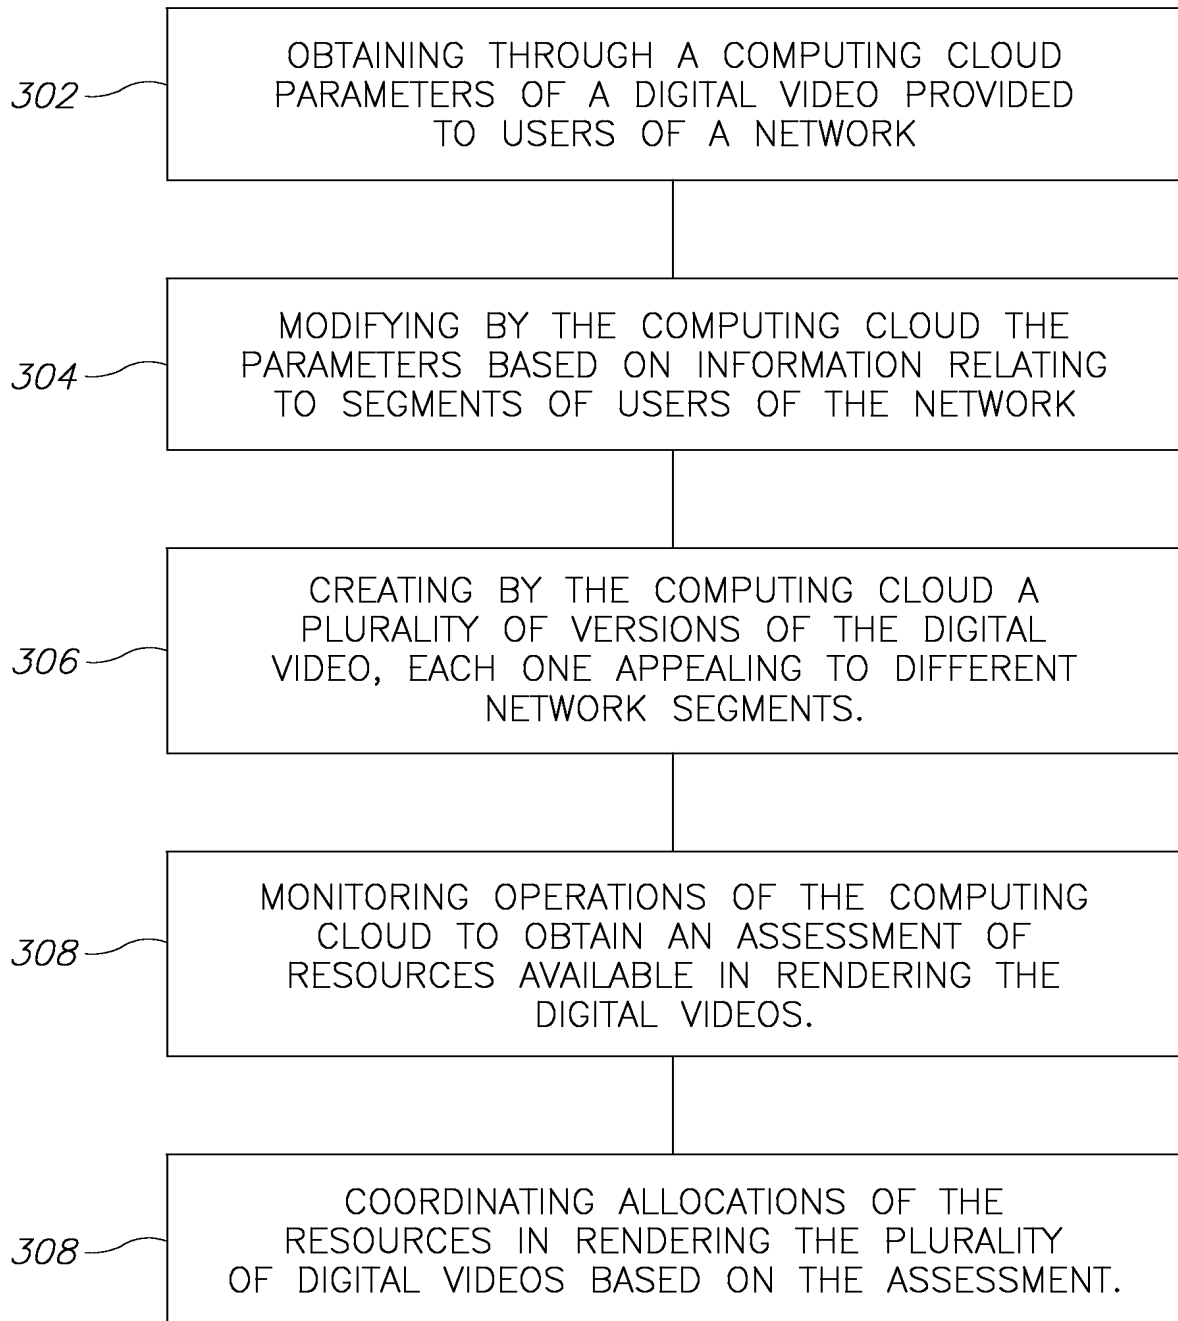 302
OBTAINING THROUGH A COMPUTING CLOUD
PARAMETERS OF A DIGITAL VIDEO PROVIDED
TO USERS OF A NETWORK
304
MODIFYING BY THE COMPUTING CLOUD THE
PARAMETERS BASED ON INFORMATION RELATING
TO SEGMENTS OF USERS OF THE NETWORK
306
CREATING BY THE COMPUTING CLOUD A
PLURALITY OF VERSIONS OF THE DIGITAL
VIDEO, EACH ONE APPEALING TO DIFFERENT
NETWORK SEGMENTS.
308
MONITORING OPERATIONS OF THE COMPUTING
CLOUD TO OBTAIN AN ASSESSMENT OF
RESOURCES AVAILABLE IN RENDERING THE
DIGITAL VIDEOS.
308
COORDINATING ALLOCATIONS OF THE
RESOURCES IN RENDERING THE PLURALITY
OF DIGITAL VIDEOS BASED ON THE ASSESSMENT.